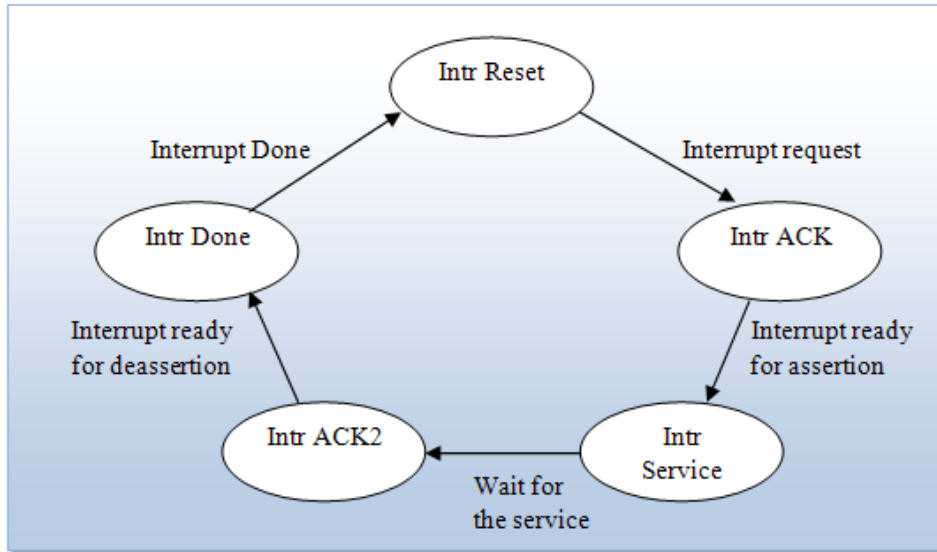 Intr Reset
Interrupt Done
Interrupt request
Intr Done
Intr ACK
Interrupt ready
for deassertion
Interrupt ready
for assertion
Intr ACK2
Intr
Service
Wait for
the service